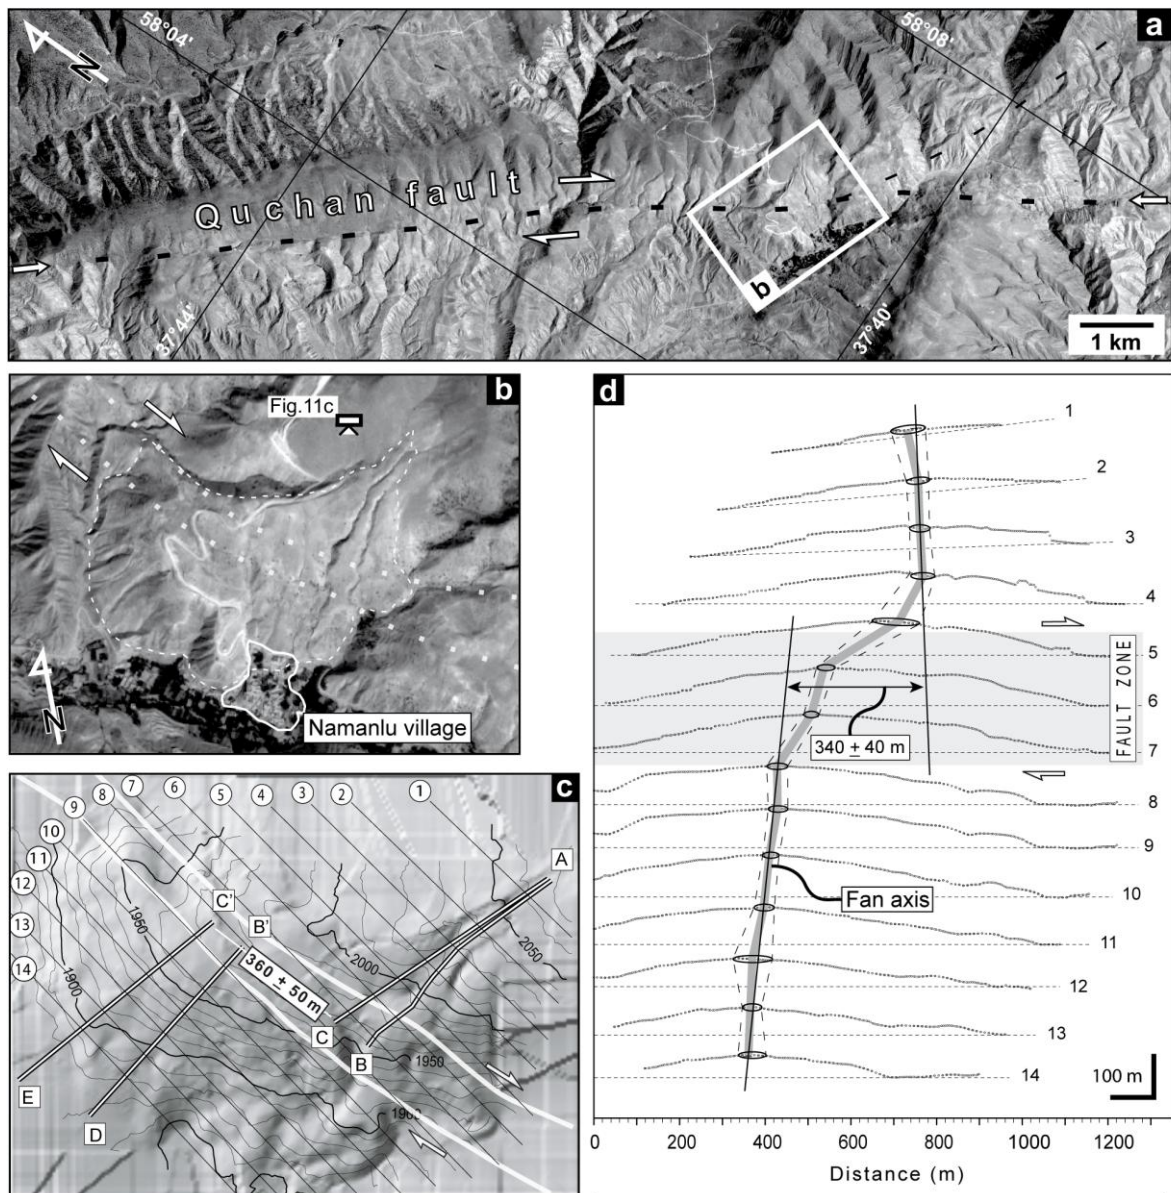 a
58°04'
58°08'
N
Quchan fault
b
37°44'
37°40'
1 km
b
Fig.11c
N
Namanlu village
c
9
8
7
6
5
4
3
2
1
10
11
12
13
14
A
C'
B'
1950
1900
360 ± 50 m
2000
2050
C
B
1950
1900
E
D
d
1
2
3
4
5
6
7
FAULT ZONE
340 ± 40 m
8
9
10
Fan axis
11
12
13
14
100 m
0 200 400 600 800 1000 1200
Distance (m)